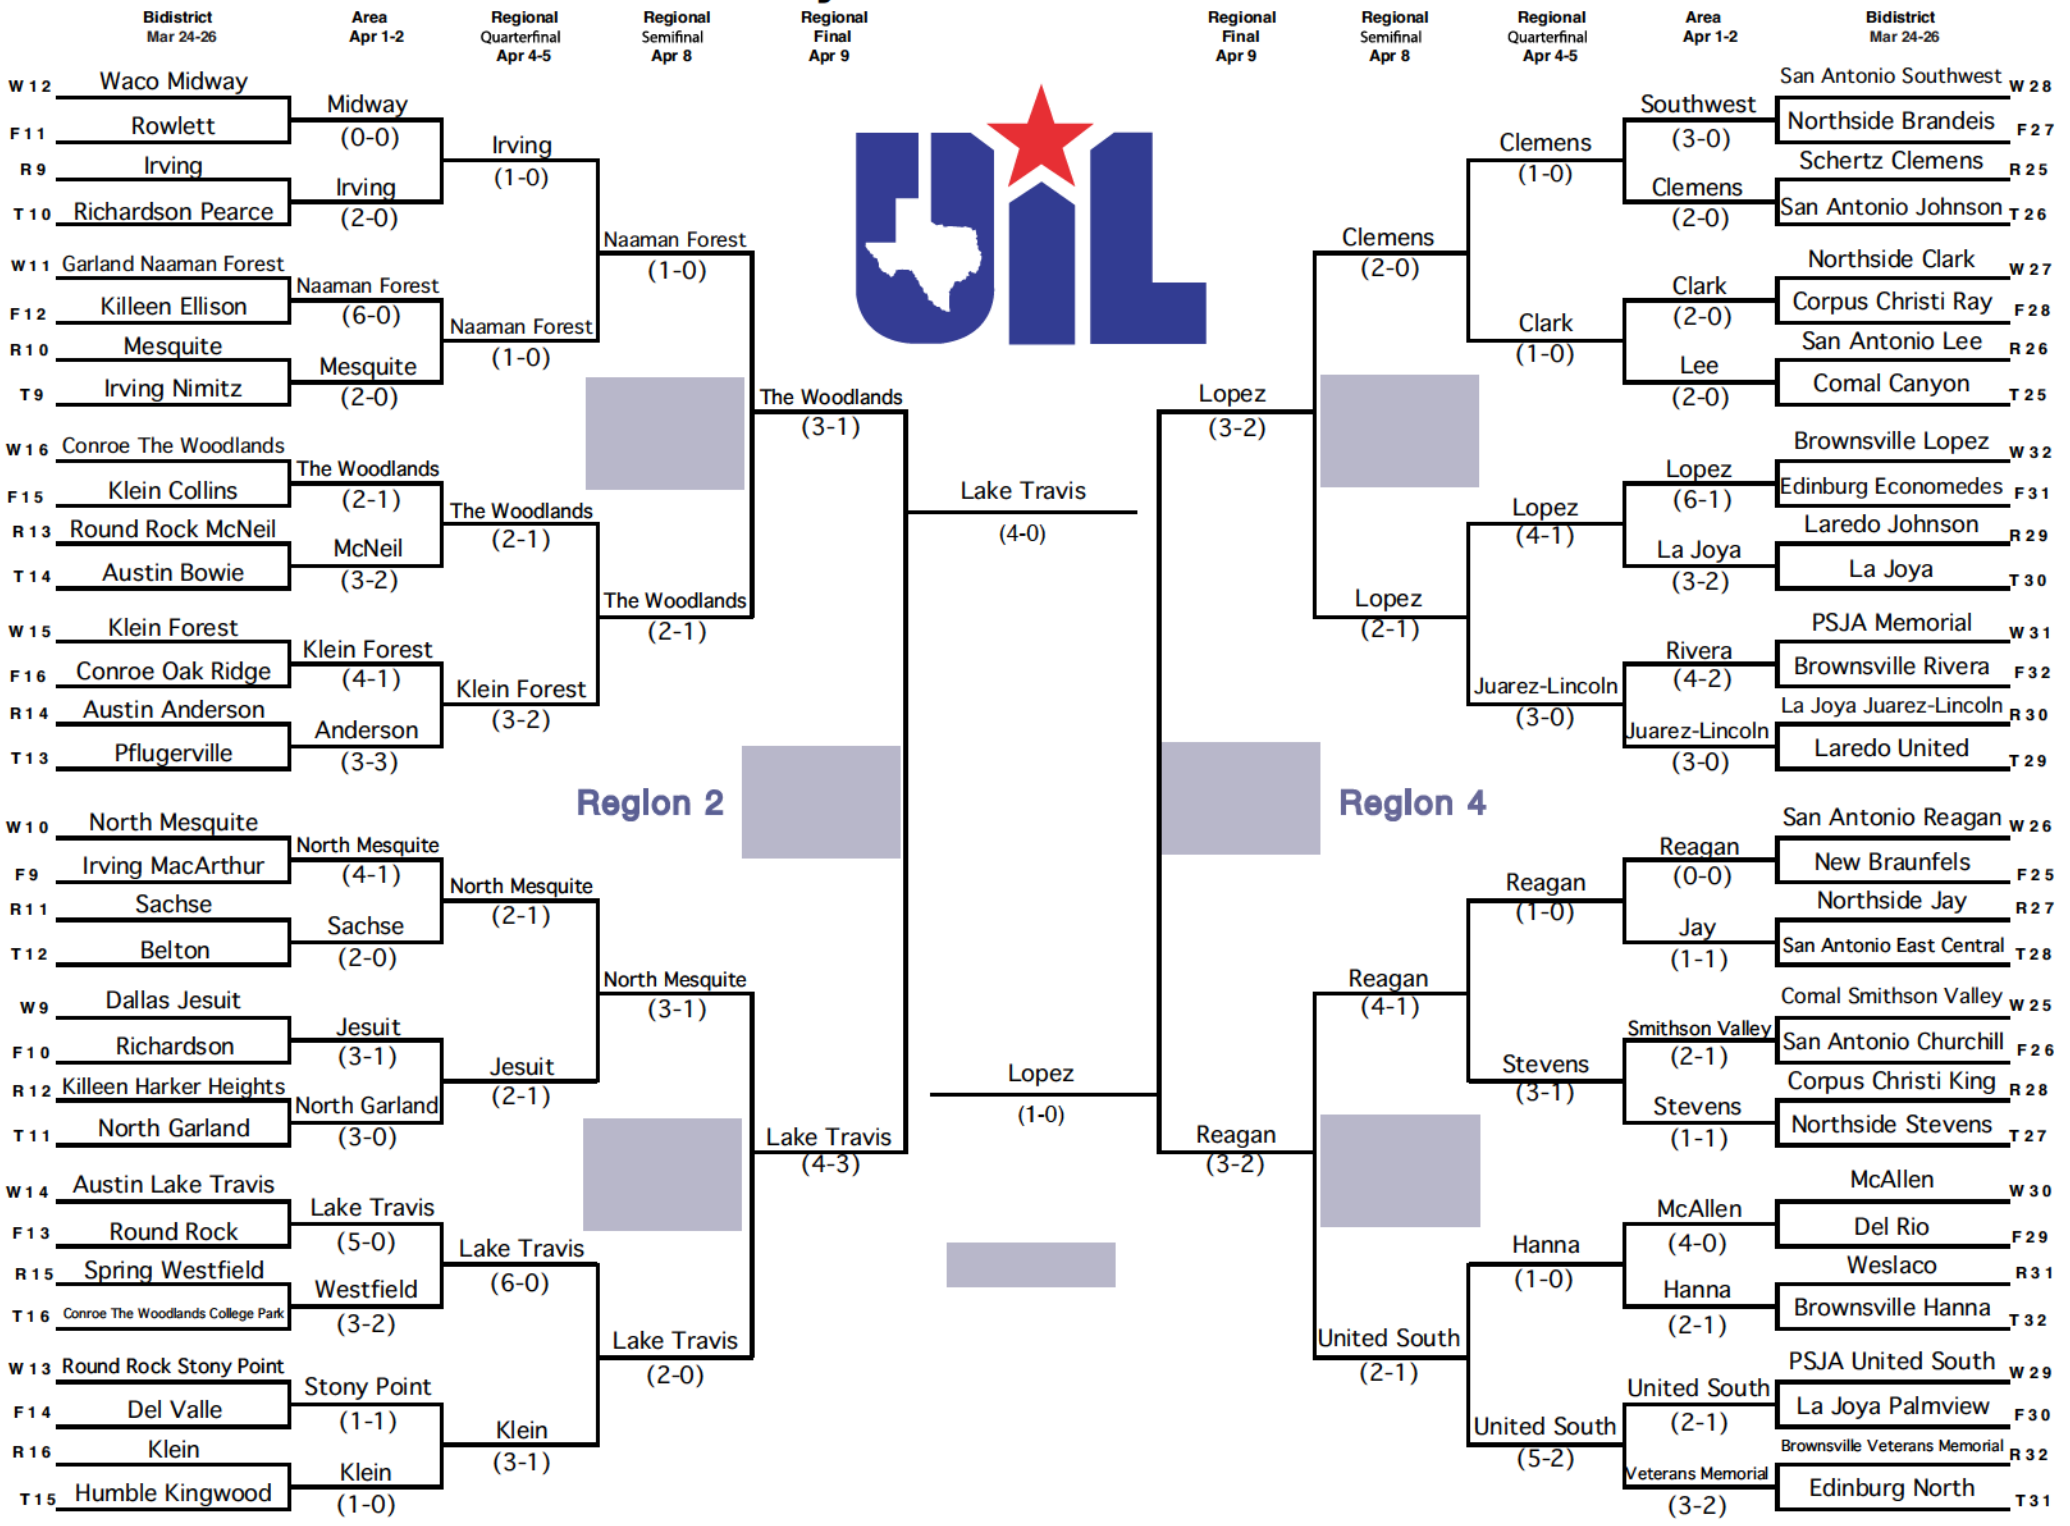 Bidistrict
Mar 24-26
Area
Apr 1-2
Regional
Quarterfinal
Apr 4-5
Regional
Semifinal
Apr 8
Regional
Final
Apr 9
Regional
Final
Apr 9
Regional
Semifinal
Apr 8
Regional
Quarterfinal
Apr 4-5
Area
Apr 1-2
Bidistrict
Mar 24-26
W 12 Waco Midway
F 11 Rowlett
R 9 Irving
T 10 Richardson Pearce
W 11 Garland Naaman Forest
F 12 Killeen Ellison
R 10 Mesquite
T 9 Irving Nimitz
W 16 Conroe The Woodlands
F 15 Klein Collins
R 13 Round Rock McNeil
T 14 Austin Bowie
W 15 Klein Forest
F 16 Conroe Oak Ridge
R 14 Austin Anderson
T 13 Pflugerville
W 10 North Mesquite
F 9 Irving MacArthur
R 11 Sachse
T 12 Belton
W 9 Dallas Jesuit
F 10 Richardson
R 12 Killeen Harker Heights
T 11 North Garland
W 14 Austin Lake Travis
F 13 Round Rock
R 15 Spring Westfield
T 16 Conroe The Woodlands College Park
W 13 Round Rock Stony Point
F 14 Del Valle
R 16 Klein
T 15 Humble Kingwood
Midway
(0-0)
Irving
(2-0)
Naaman Forest
(6-0)
Mesquite
(2-0)
The Woodlands
(2-1)
McNeil
(3-2)
Klein Forest
(4-1)
Anderson
(3-3)
North Mesquite
(4-1)
Sachse
(2-0)
Jesuit
(3-1)
North Garland
(3-0)
Lake Travis
(5-0)
Westfield
(3-2)
Stony Point
(1-1)
Klein
(1-0)
Irving
(1-0)
Naaman Forest
(1-0)
The Woodlands
(2-1)
Klein Forest
(3-2)
North Mesquite
(2-1)
Jesuit
(2-1)
Lake Travis
(6-0)
Klein
(3-1)
Naaman Forest
(1-0)
The Woodlands
(2-1)
Region 2
North Mesquite
(3-1)
Lake Travis
(2-0)
The Woodlands
(3-1)
Lake Travis
(4-3)
UIL
Lake Travis
(4-0)
Lopez
(1-0)
Lopez
(3-2)
Reagan
(3-2)
Clemens
(2-0)
Lopez
(2-1)
Region 4
Reagan
(4-1)
United South
(2-1)
Clemens
(1-0)
Clark
(1-0)
Lopez
(4-1)
Juarez-Lincoln
(3-0)
Reagan
(1-0)
Stevens
(3-1)
Hanna
(1-0)
United South
(5-2)
Southwest
(3-0)
Clemens
(2-0)
Clark
(2-0)
Lee
(2-0)
Lopez
(6-1)
La Joya
(3-2)
Rivera
(4-2)
Juarez-Lincoln
(3-0)
Reagan
(0-0)
Jay
(1-1)
Smithson Valley
(2-1)
Stevens
(1-1)
McAllen
(4-0)
Hanna
(2-1)
United South
(2-1)
Veterans Memorial
(3-2)
San Antonio Southwest W 28
Northside Brandeis F 27
Schertz Clemens R 25
San Antonio Johnson T 26
Northside Clark W 27
Corpus Christi Ray F 28
San Antonio Lee R 26
Comal Canyon T 25
Brownsville Lopez W 32
Edinburg Economedes F 31
Laredo Johnson R 29
La Joya T 30
PSJA Memorial W 31
Brownsville Rivera F 32
La Joya Juarez-Lincoln R 30
Laredo United T 29
San Antonio Reagan W 26
New Braunfels F 25
Northside Jay R 27
San Antonio East Central T 28
Comal Smithson Valley W 25
San Antonio Churchill F 26
Corpus Christi King R 28
Northside Stevens T 27
McAllen W 30
Del Rio F 29
Weslaco R 31
Brownsville Hanna T 32
PSJA United South W 29
La Joya Palmview F 30
Brownsville Veterans Memorial R 32
Edinburg North T 31